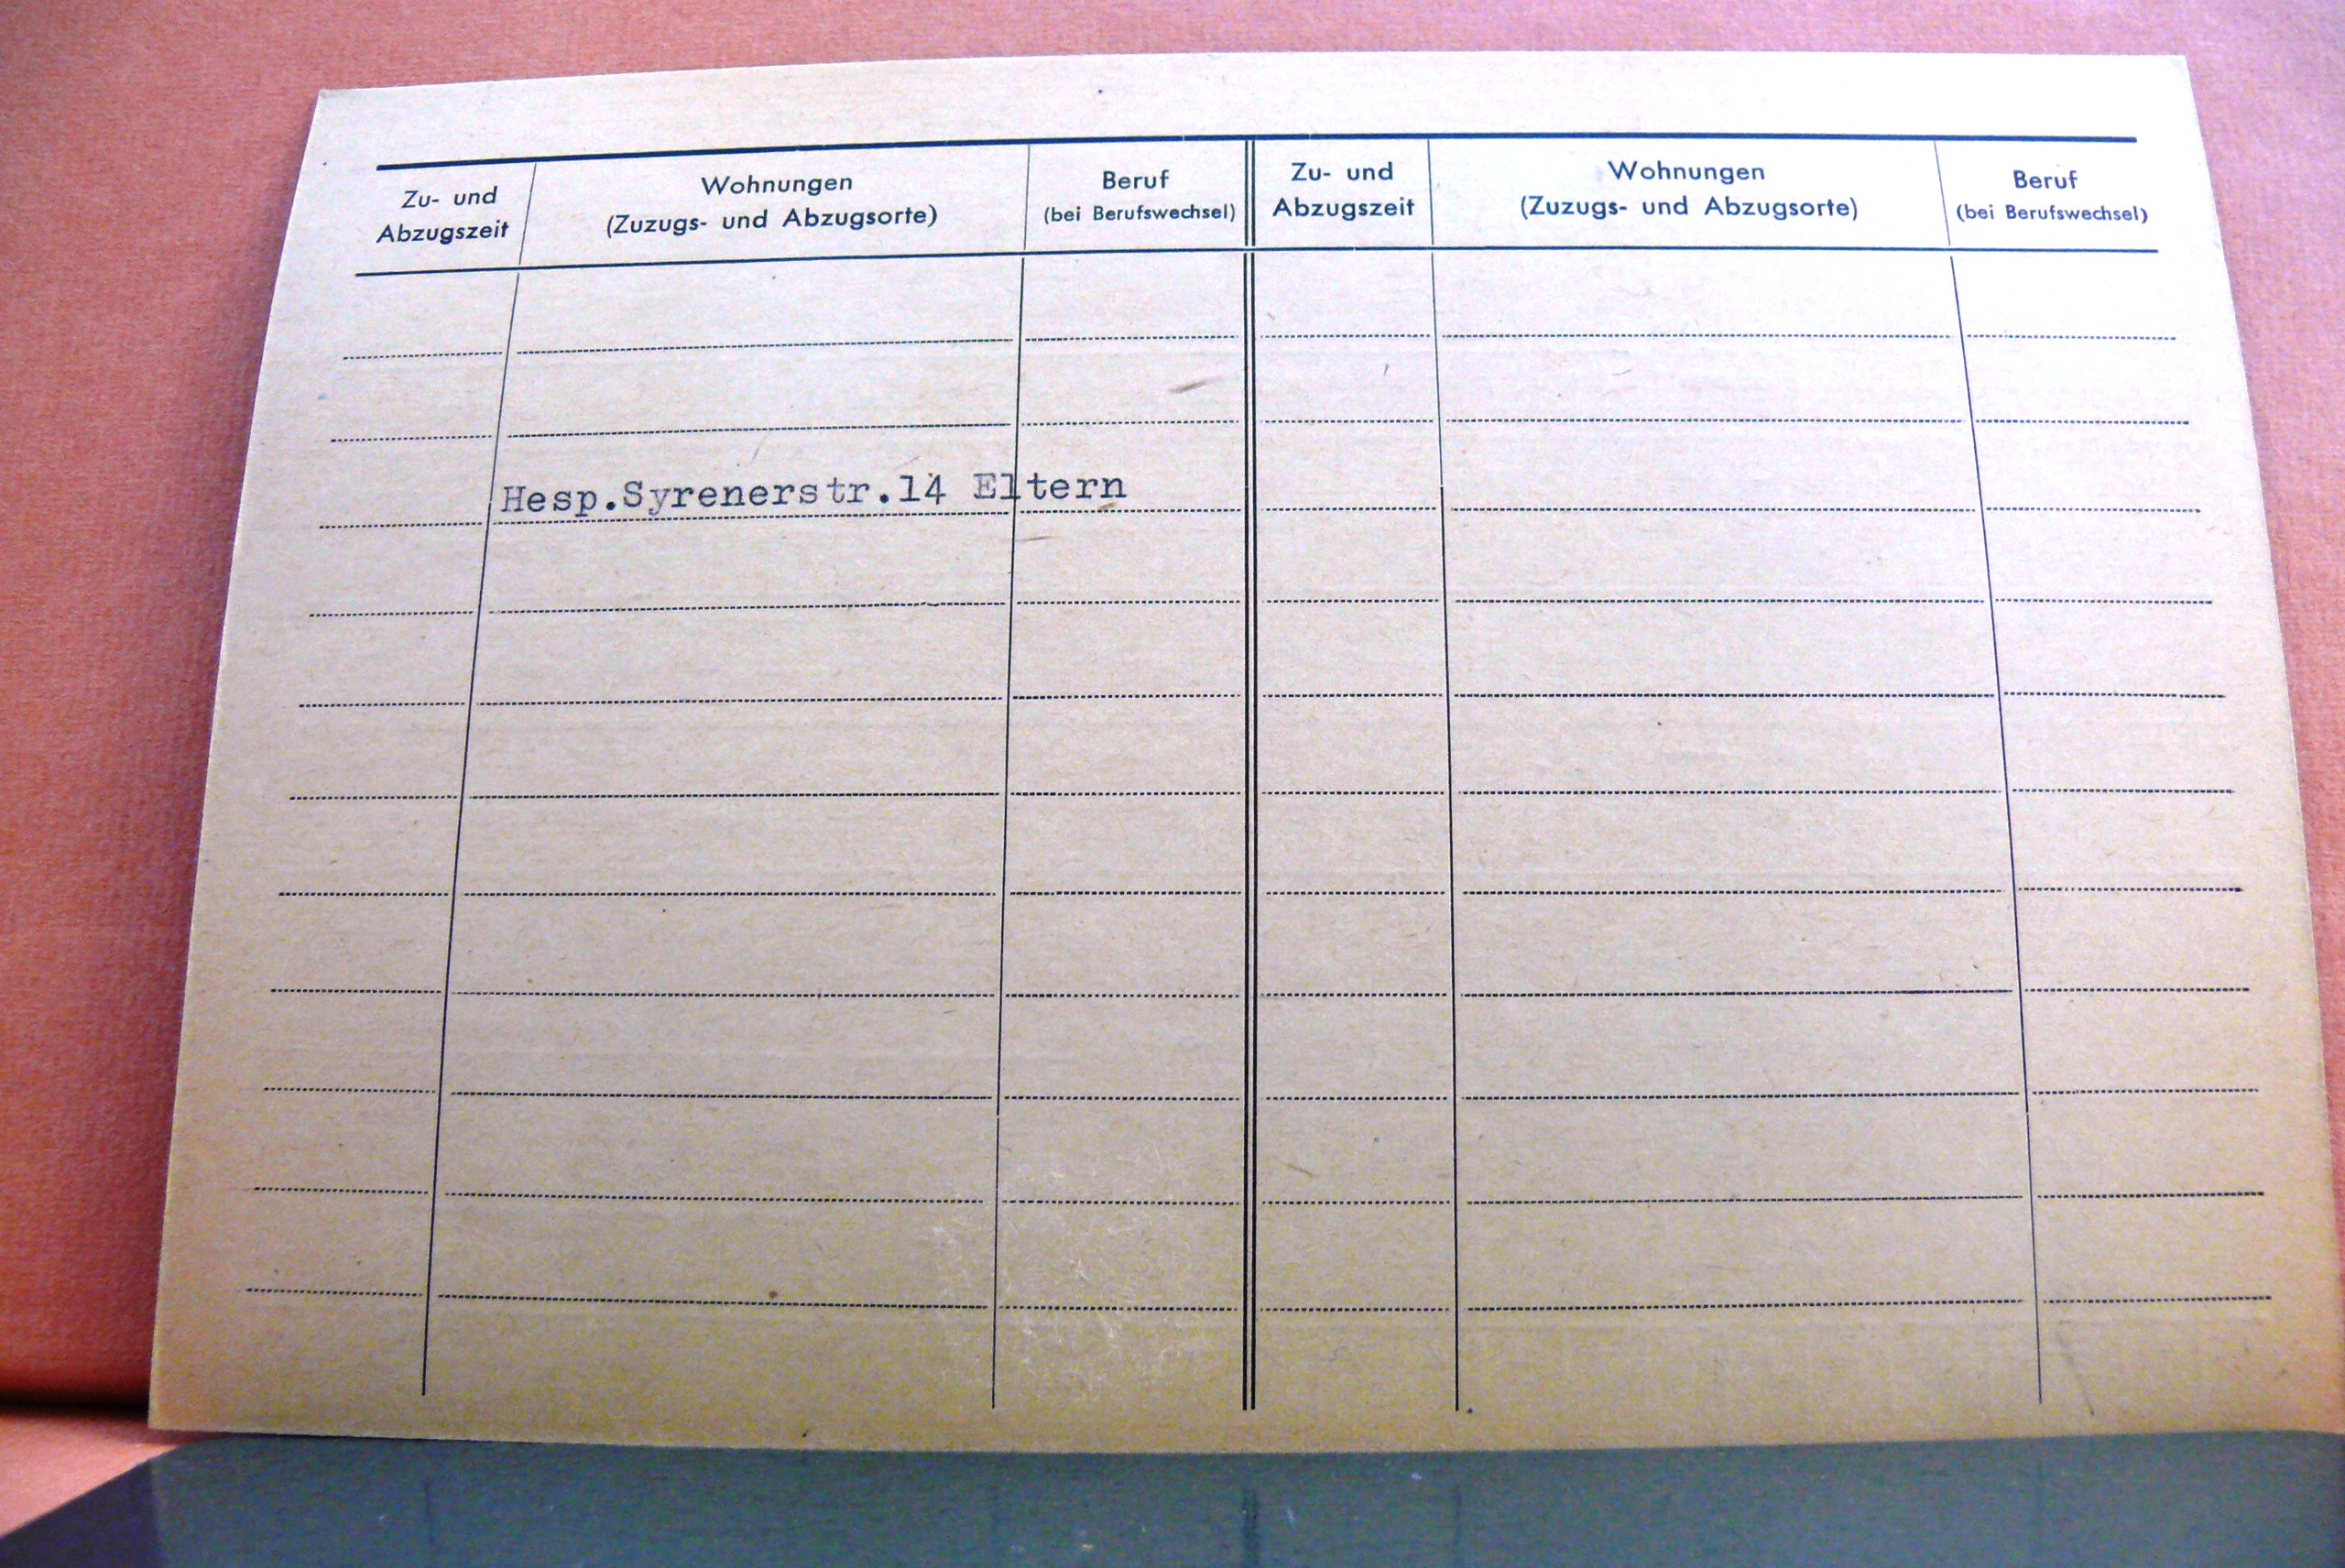 Zu- und Abzugszeit
Wohnungen
(Zuzugs- und Abzugsorte)
Beruf
(bei Berufswechsel)
Zu- und Abzugszeit
Wohnungen
(Zuzugs- und Abzugsorte)
Beruf
(bei Berufswechsel)
Hesp.Syrenerstr.14 Eltern